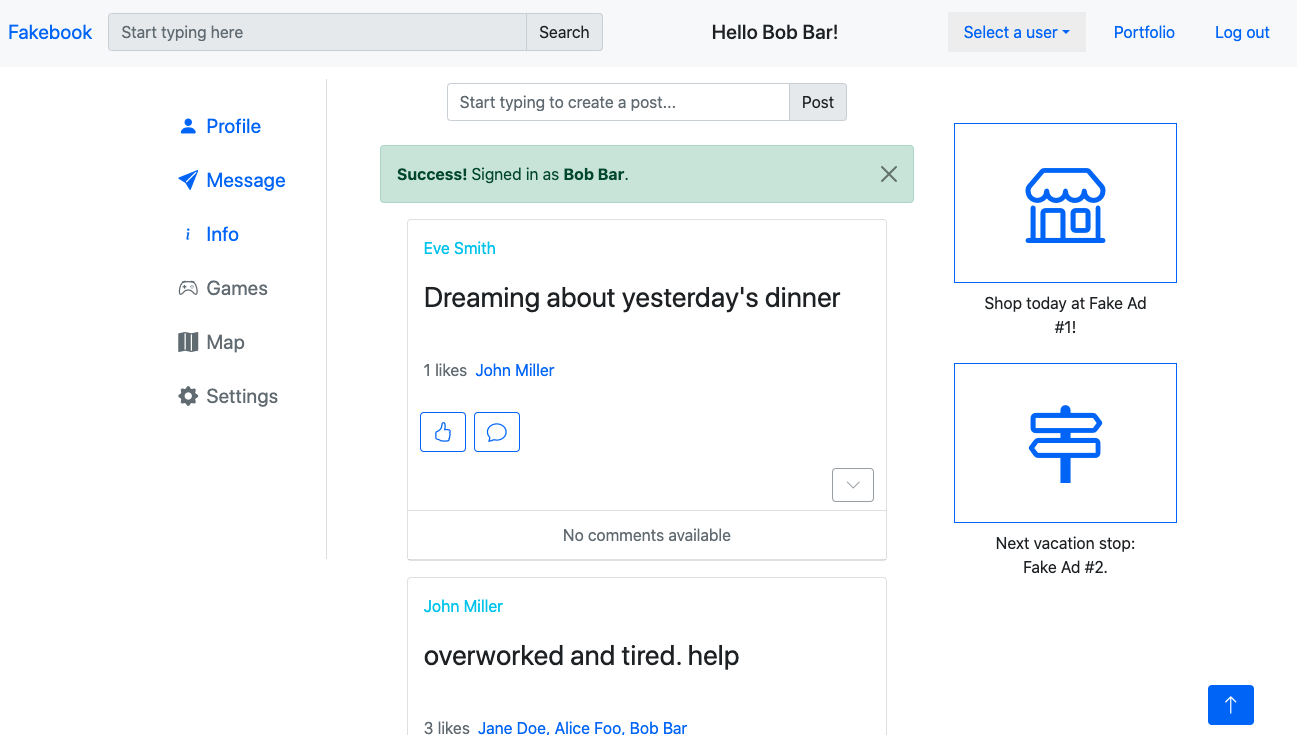 Fakebook
Start typing here
Search
Hello Bob Bar!
Select a user
Portfolio
Log out
Profile
Message
Info
Games
Map
Settings
Start typing to create a post...
Post
Success! Signed in as Bob Bar.
Eve Smith
Dreaming about yesterday's dinner
1 likes John Miller
No comments available
John Miller
overworked and tired. help
3 likes Jane Doe, Alice Foo, Bob Bar
Shop today at Fake Ad
#1!
Next vacation stop:
Fake Ad #2.